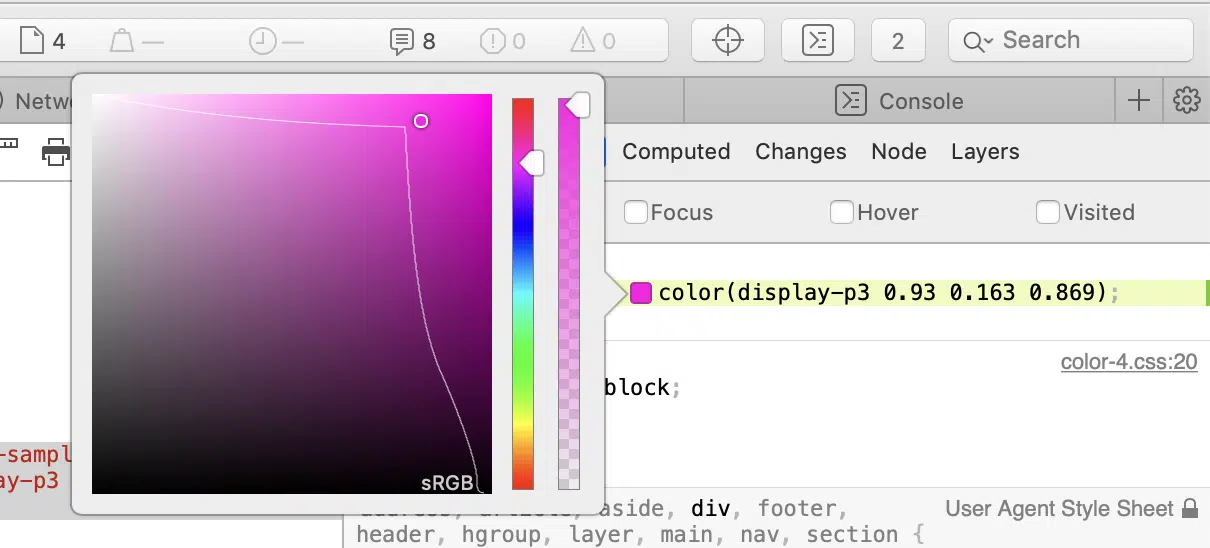 4 — — 8 0 0 2 Search
Netw Console
Computed Changes Node Layers
Focus Hover Visited
color(display-p3 0.93 0.163 0.869);
color-4.css:20
block;
-sampl
ay-p3
sRGB
address, article, aside, div, footer, User Agent Style Sheet
header, hgroup, layer, main, nav, section {